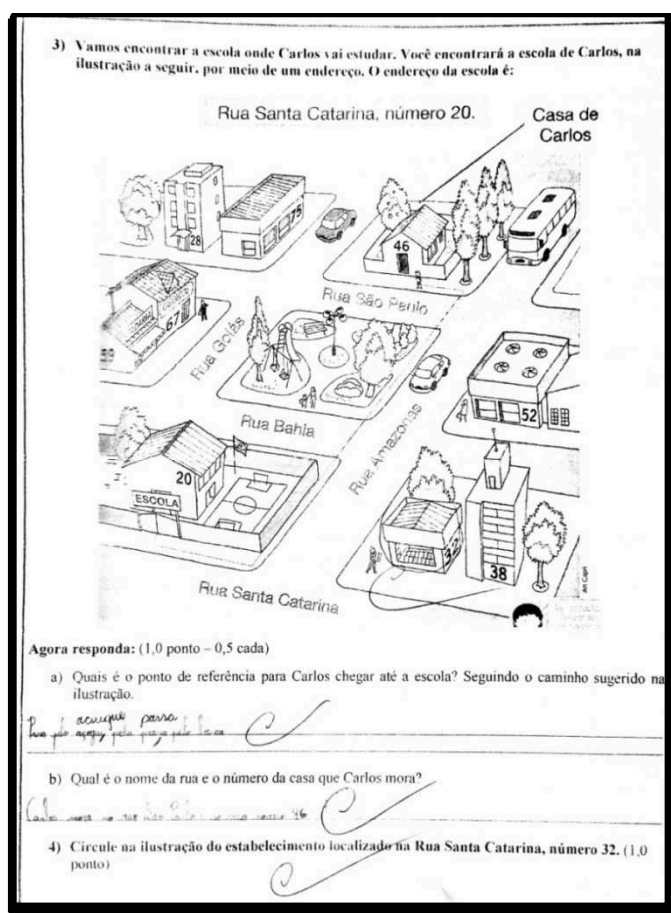 3) Vamos encontrar a escola onde Carlos vai estudar. Você encontrará a escola de Carlos, na
ilustração a seguir, por meio de um endereço. O endereço da escola é:
Rua Santa Catarina, número 20.
Casa de
Carlos
28
75
46
Rua São Paulo
67
Rua Goiás
52
Rua Bahia
Rua Amazonas
20
ESCOLA
32
38
Rua Santa Catarina
Agora responda: (1,0 ponto – 0,5 cada)
a) Quais é o ponto de referência para Carlos chegar até a escola? Seguindo o caminho sugerido na
ilustração.
açougue passa
b) Qual é o nome da rua e o número da casa que Carlos mora?
Carlos mora 46
4) Circule na ilustração do estabelecimento localizado na Rua Santa Catarina, número 32. (1,0
ponto)